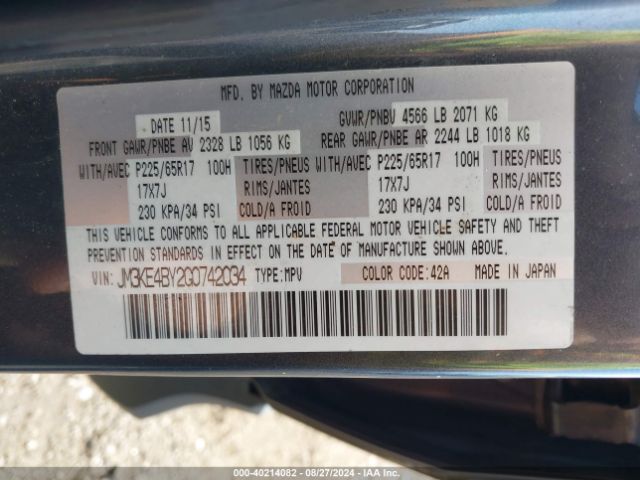 MFD. BY MAZDA MOTOR CORPORATION
DATE 11/15 GVWR/PNBV 4566 LB 2071 KG
FRONT GAWR/PNBE AV 2328 LB 1056 KG REAR GAWR/PNBE AR 2244 LB 1018 KG
WITH/AVEC P225/65R17 100H TIRES/PNEUS WITH/AVEC P225/65R17 100H TIRES/PNEUS
17X7J RIMS/JANTES 17X7J RIMS/JANTES
230 KPA/34 PSI COLD/A FROID 230 KPA/34 PSI COLD/A FROID
THIS VEHICLE CONFORMS TO ALL APPLICABLE FEDERAL MOTOR VEHICLE SAFETY AND THEFT
PREVENTION STANDARDS IN EFFECT ON THE DATE OF MANUFACTURE SHOWN ABOVE.
VIN: JM3KE4BY2G0742034 TYPE:MPV COLOR CODE:42A MADE IN JAPAN
000-40214082 - 08/27/2024 - IAA Inc.